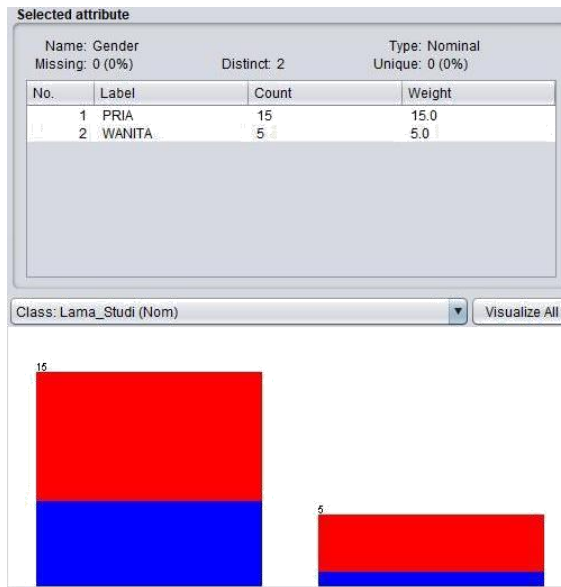 Selected attribute
Name: Gender Type: Nominal
Missing: 0 (0%) Distinct: 2 Unique: 0 (0%)
No. Label Count Weight
1 PRIA 15 15.0
2 WANITA 5 5.0
Class: Lama_Studi (Nom) Visualize All
15
5